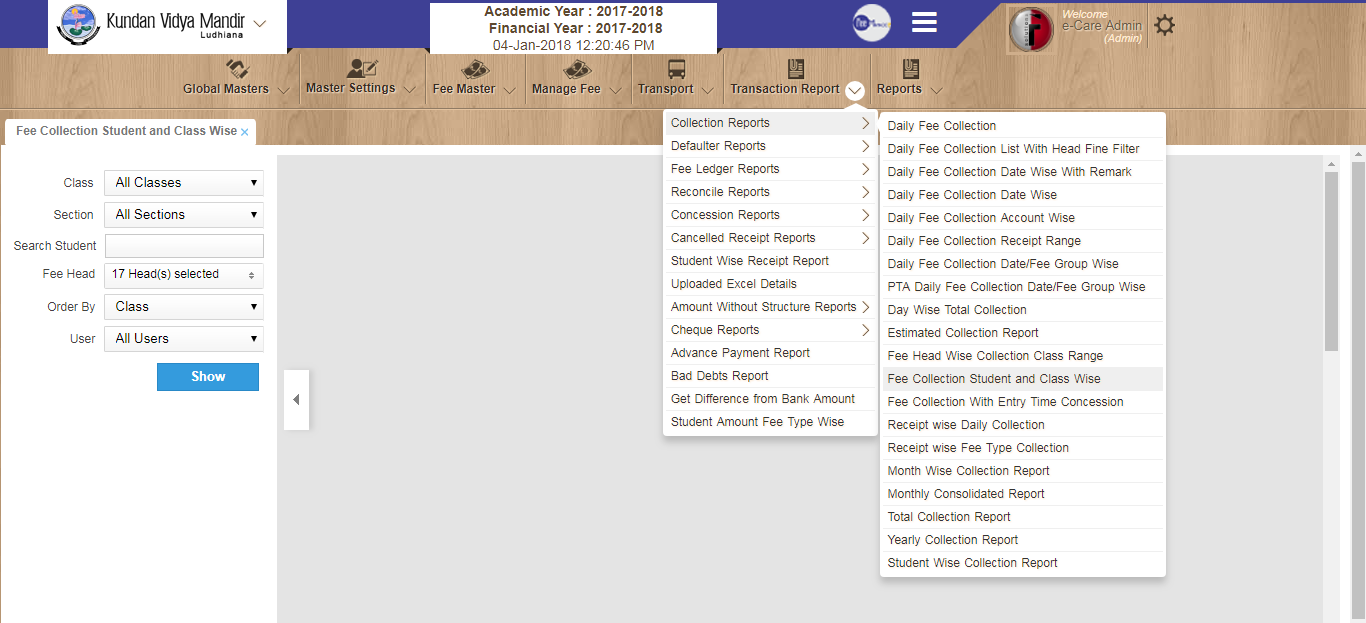 Kundan Vidya Mandir
Ludhiana
Academic Year : 2017-2018
Financial Year : 2017-2018
04-Jan-2018 12:20:46 PM
Welcome
e-Care Admin
(Admin)
Global Masters
Master Settings
Fee Master
Manage Fee
Transport
Transaction Report
Reports
Fee Collection Student and Class Wise ×
Class All Classes
Section All Sections
Search Student
Fee Head 17 Head(s) selected
Order By Class
User All Users
Show
Collection Reports
Defaulter Reports
Fee Ledger Reports
Reconcile Reports
Concession Reports
Cancelled Receipt Reports
Student Wise Receipt Report
Uploaded Excel Details
Amount Without Structure Reports
Cheque Reports
Advance Payment Report
Bad Debts Report
Get Difference from Bank Amount
Student Amount Fee Type Wise
Daily Fee Collection
Daily Fee Collection List With Head Fine Filter
Daily Fee Collection Date Wise With Remark
Daily Fee Collection Date Wise
Daily Fee Collection Account Wise
Daily Fee Collection Receipt Range
Daily Fee Collection Date/Fee Group Wise
PTA Daily Fee Collection Date/Fee Group Wise
Day Wise Total Collection
Estimated Collection Report
Fee Head Wise Collection Class Range
Fee Collection Student and Class Wise
Fee Collection With Entry Time Concession
Receipt wise Daily Collection
Receipt wise Fee Type Collection
Month Wise Collection Report
Monthly Consolidated Report
Total Collection Report
Yearly Collection Report
Student Wise Collection Report